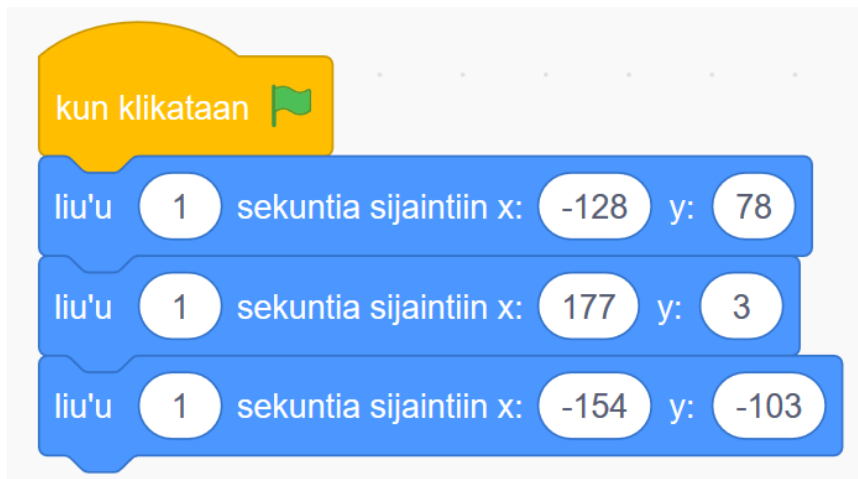 kun klikataan
liu'u 1 sekuntia sijaintiin x: -128 y: 78
liu'u 1 sekuntia sijaintiin x: 177 y: 3
liu'u 1 sekuntia sijaintiin x: -154 y: -103